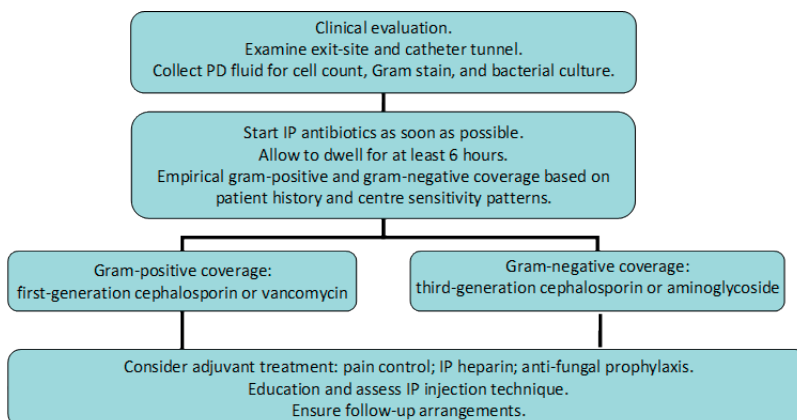 Clinical evaluation.
Examine exit-site and catheter tunnel.
Collect PD fluid for cell count, Gram stain, and bacterial culture.
Start IP antibiotics as soon as possible.
Allow to dwell for at least 6 hours.
Empirical gram-positive and gram-negative coverage based on
patient history and centre sensitivity patterns.
Gram-positive coverage:
first-generation cephalosporin or vancomycin
Gram-negative coverage:
third-generation cephalosporin or aminoglycoside
Consider adjuvant treatment: pain control; IP heparin; anti-fungal prophylaxis.
Education and assess IP injection technique.
Ensure follow-up arrangements.